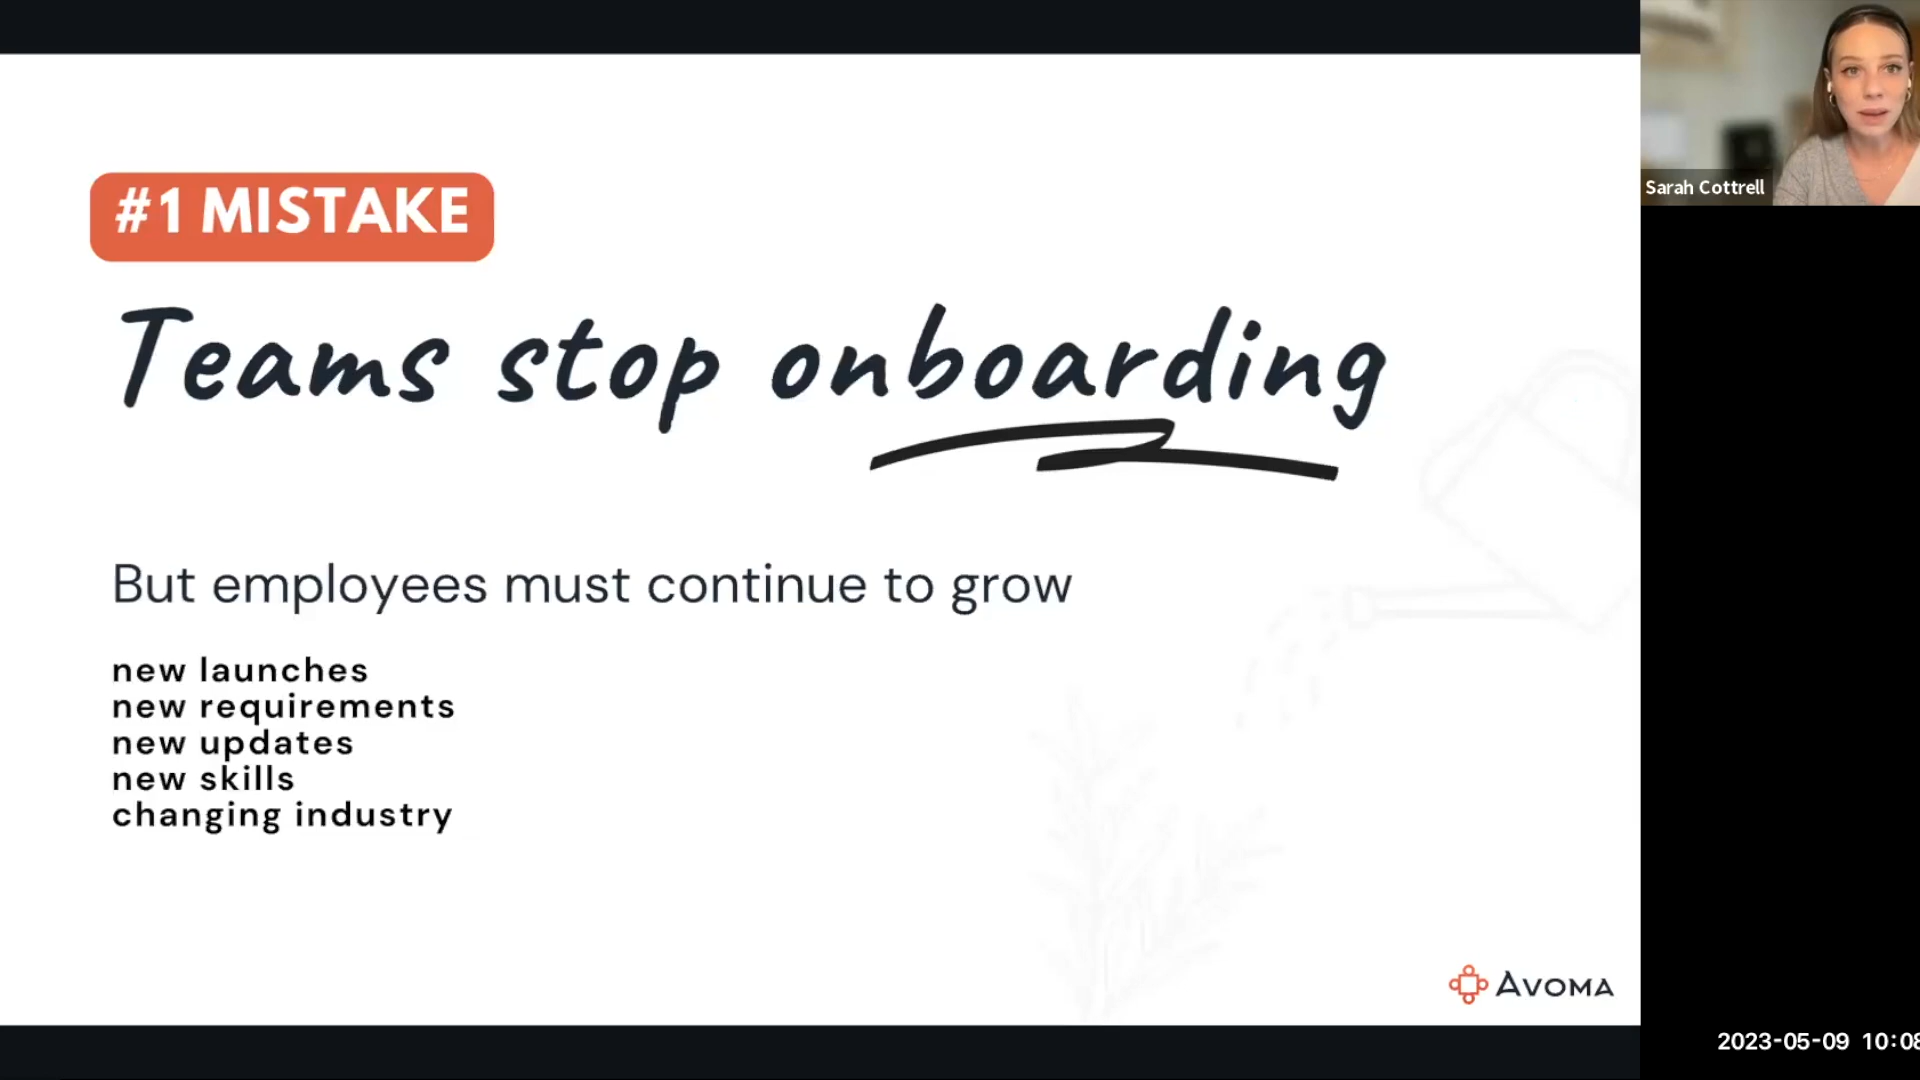 #1 MISTAKE
Teams stop onboarding
But employees must continue to grow
new launches
new requirements
new updates
new skills
changing industry
AVOMA
Sarah Cottrell
2023-05-09 10:08